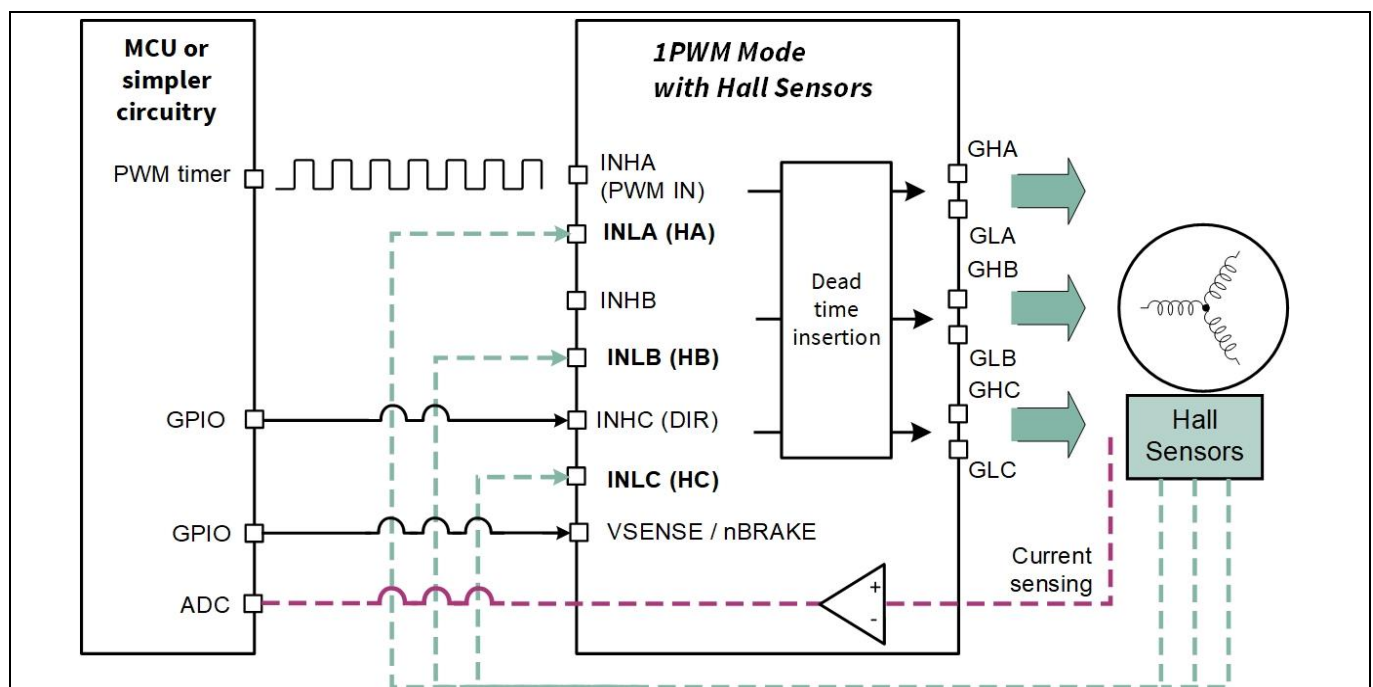 MCU or
simpler
circuitry
PWM timer
GPIO
GPIO
ADC
1PWM Mode
with Hall Sensors
INHA
(PWM IN)
INLA (HA)
INHB
INLB (HB)
INHC (DIR)
INLC (HC)
VSENSE / nBRAKE
Dead
time
insertion
+
-
GHA
GLA
GHB
GLB
GHC
GLC
Hall
Sensors
Current
sensing